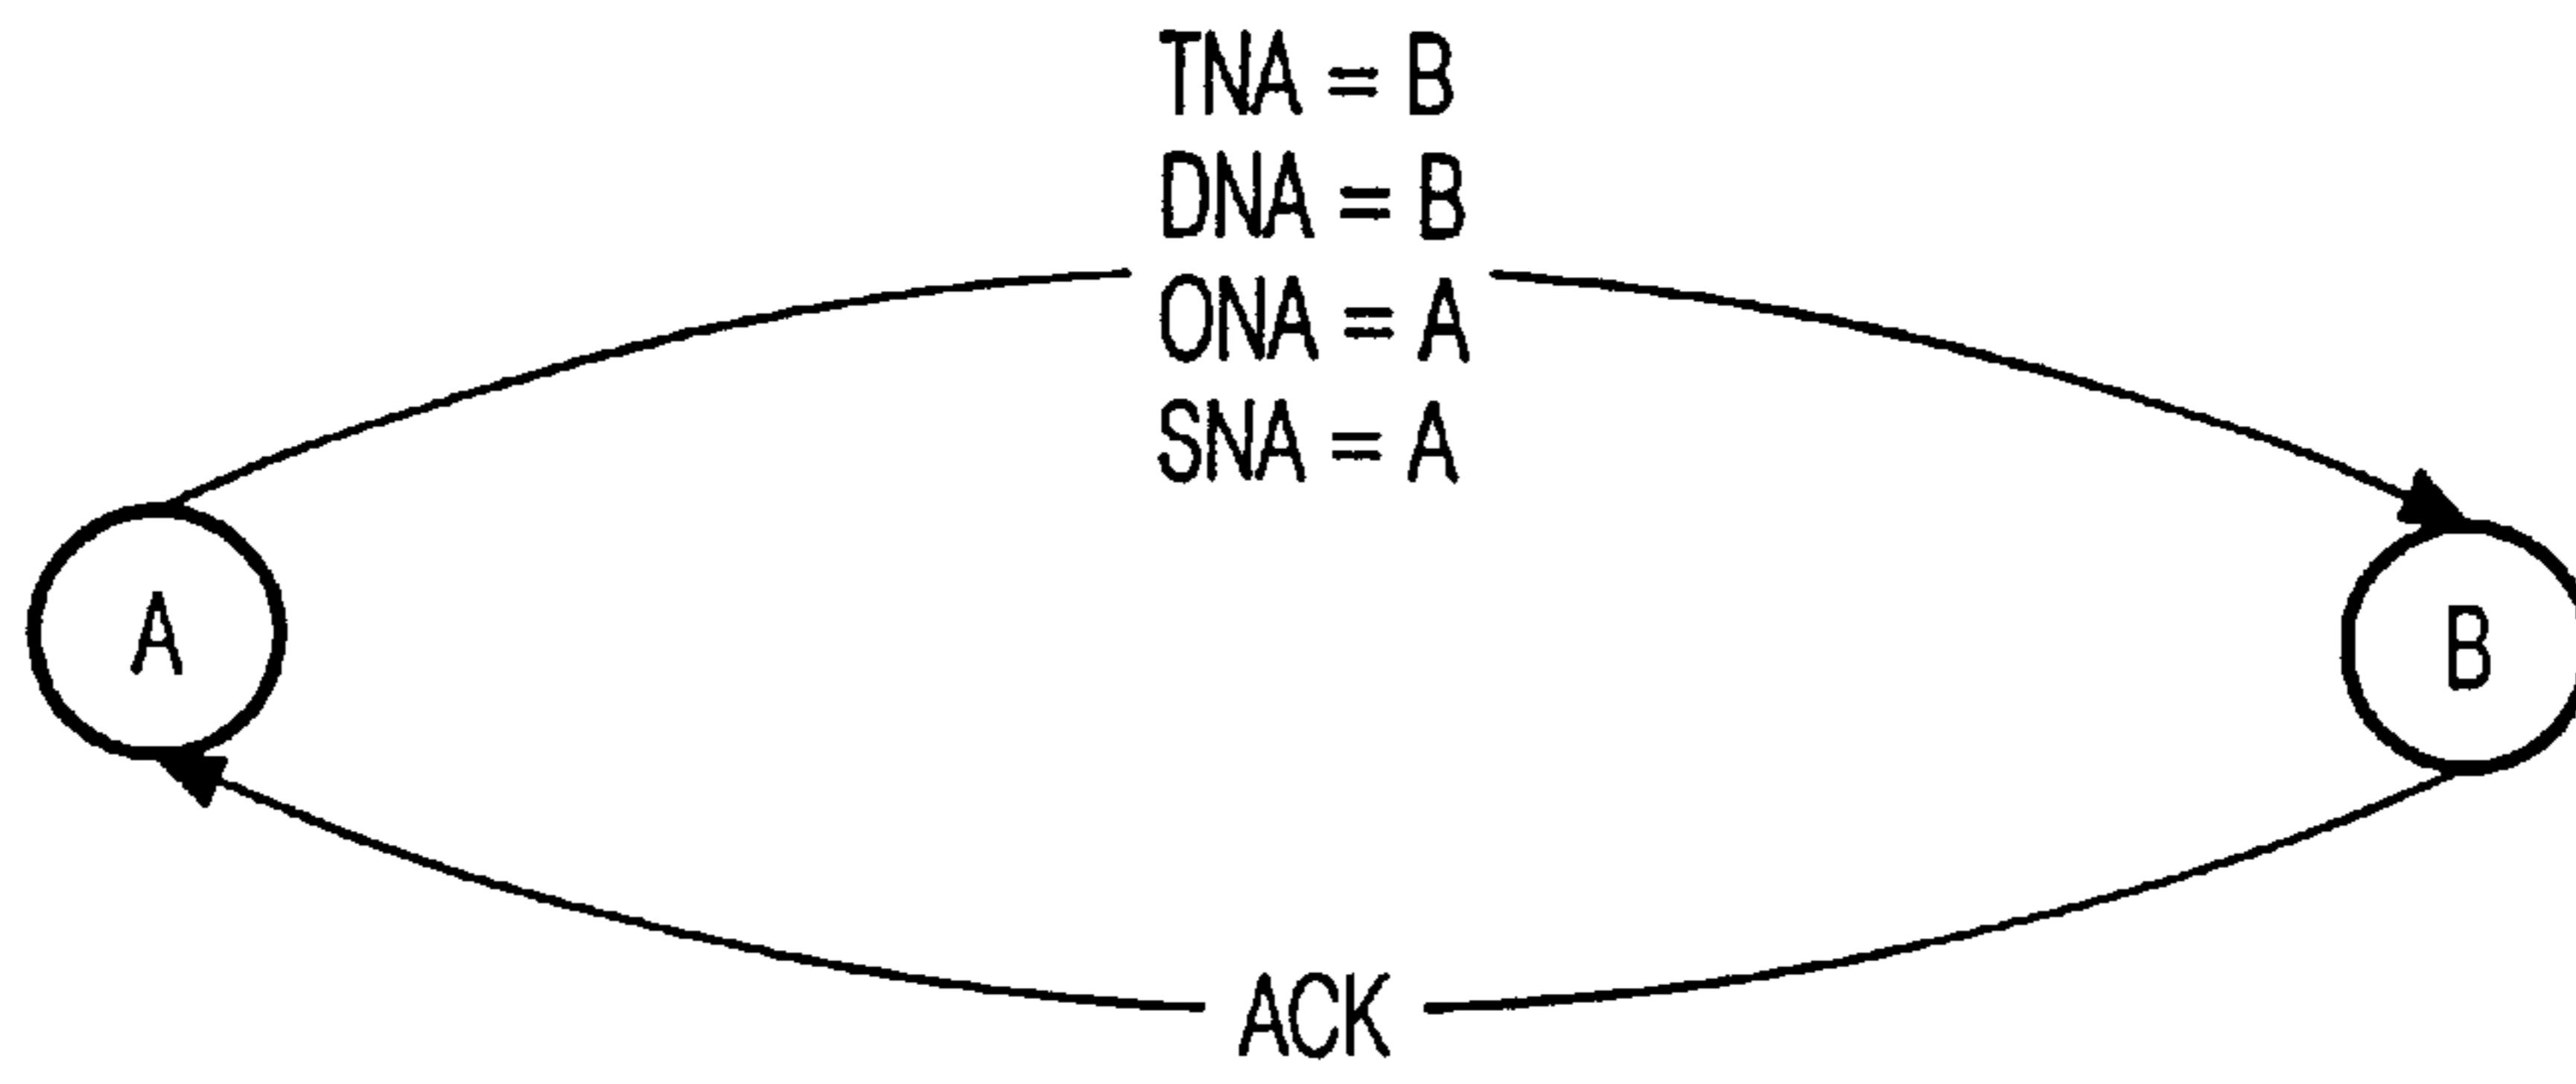 TNA = B
DNA = B
ONA = A
SNA = A
A
B
ACK